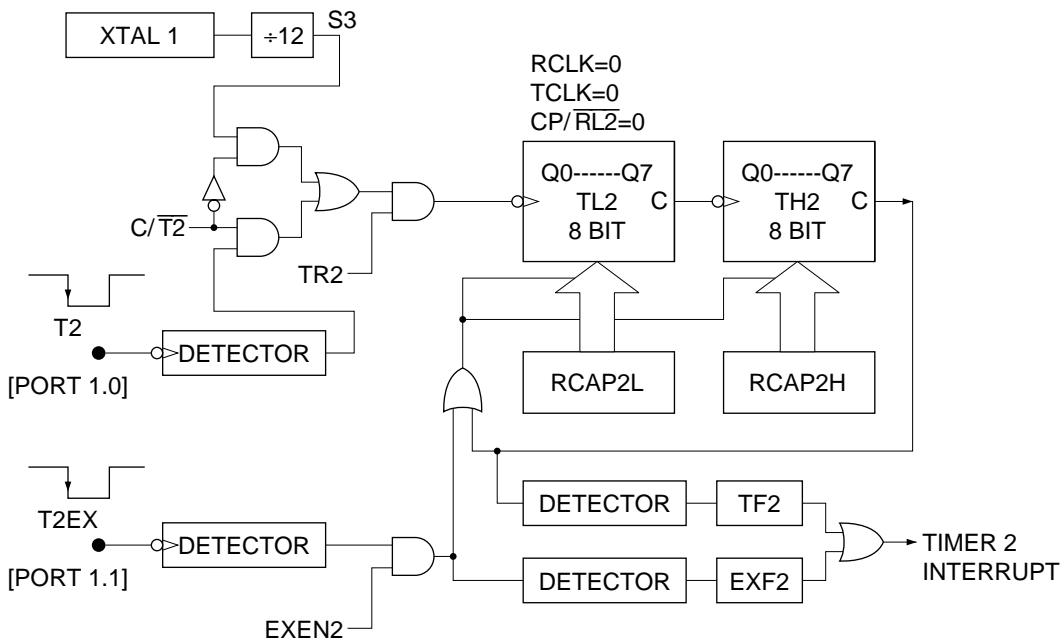 XTAL 1
÷12
S3
RCLK=0
TCLK=0
CP/R̅L̅2̅=0
Q0------Q7
TL2
C
8 BIT
Q0------Q7
TH2
C
8 BIT
C/T̅2̅
TR2
T2
DETECTOR
[PORT 1.0]
RCAP2L
RCAP2H
T2EX
DETECTOR
[PORT 1.1]
EXEN2
DETECTOR
TF2
DETECTOR
EXF2
TIMER 2
INTERRUPT